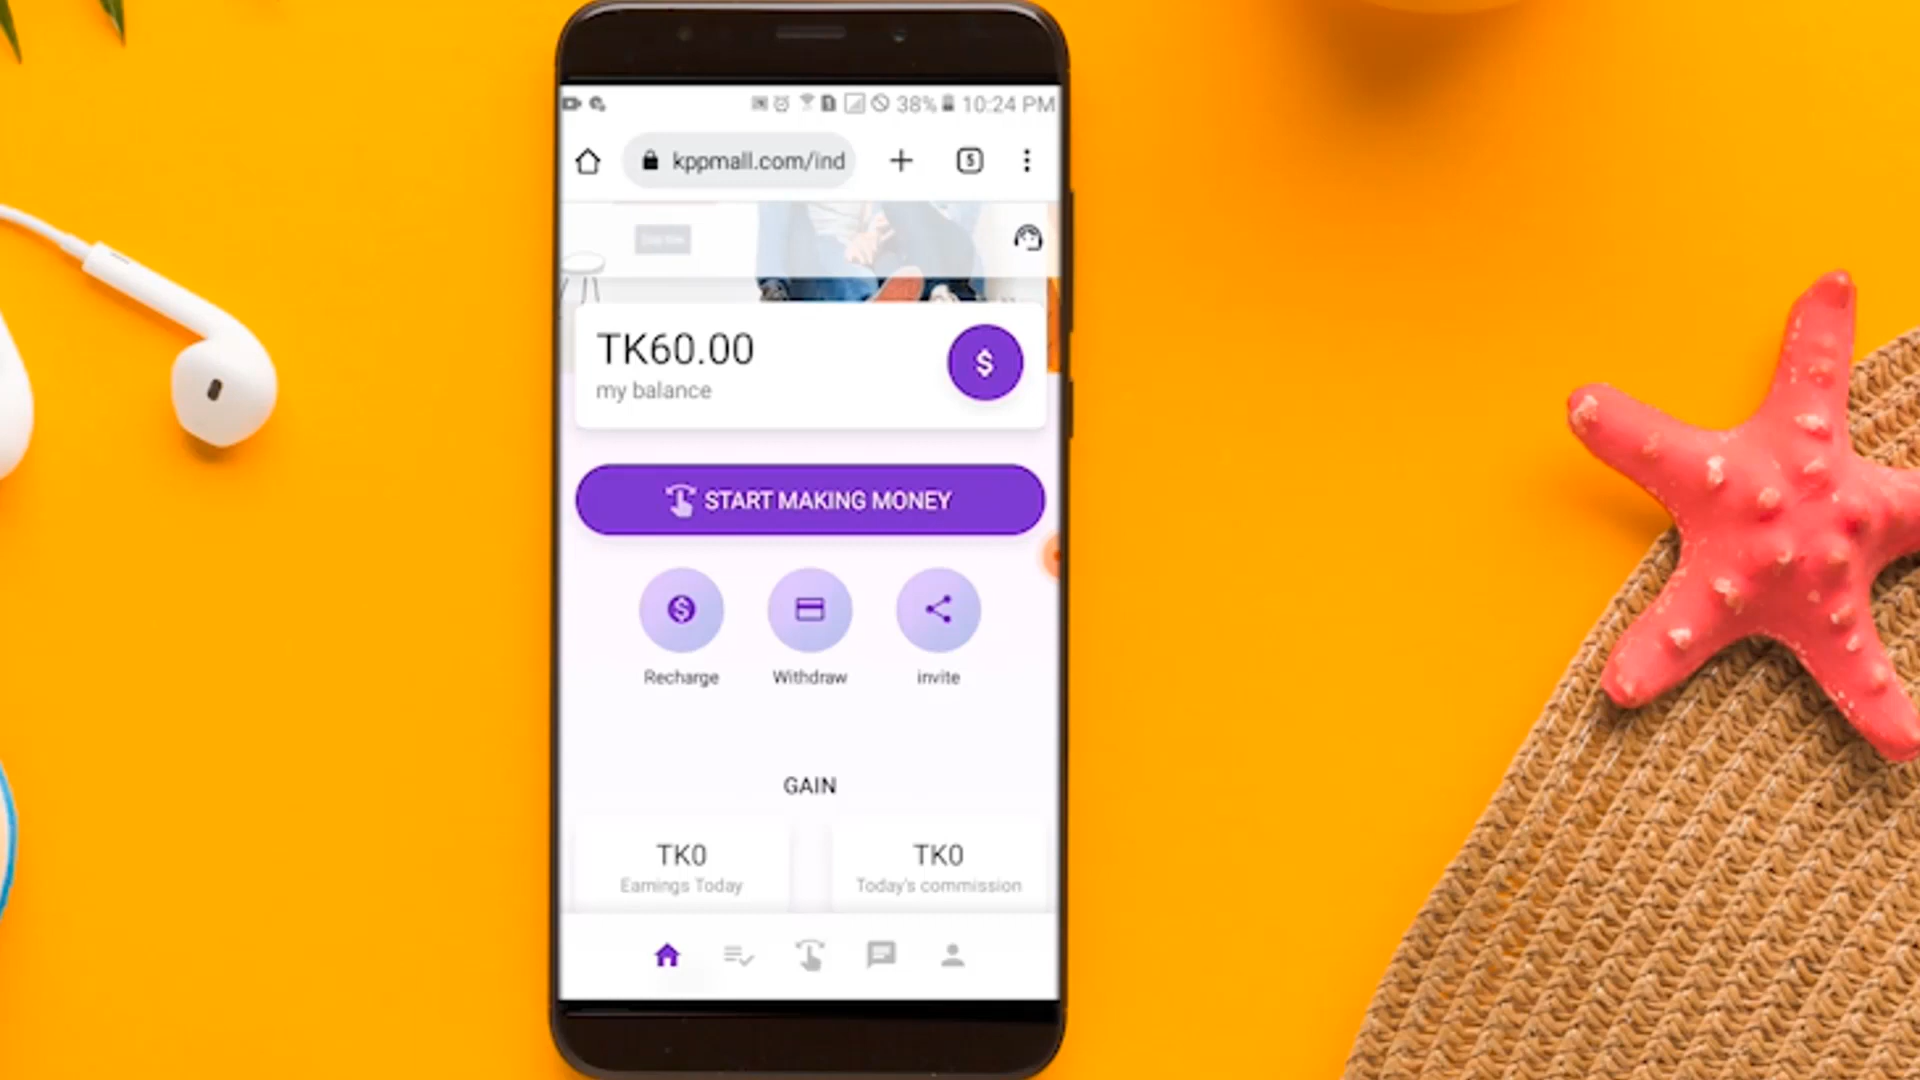 38% 10:24 PM
kppmall.com/ind
5
TK60.00
my balance
$
START MAKING MONEY
Recharge
Withdraw
invite
GAIN
TK0
Earnings Today
TK0
Today's commission